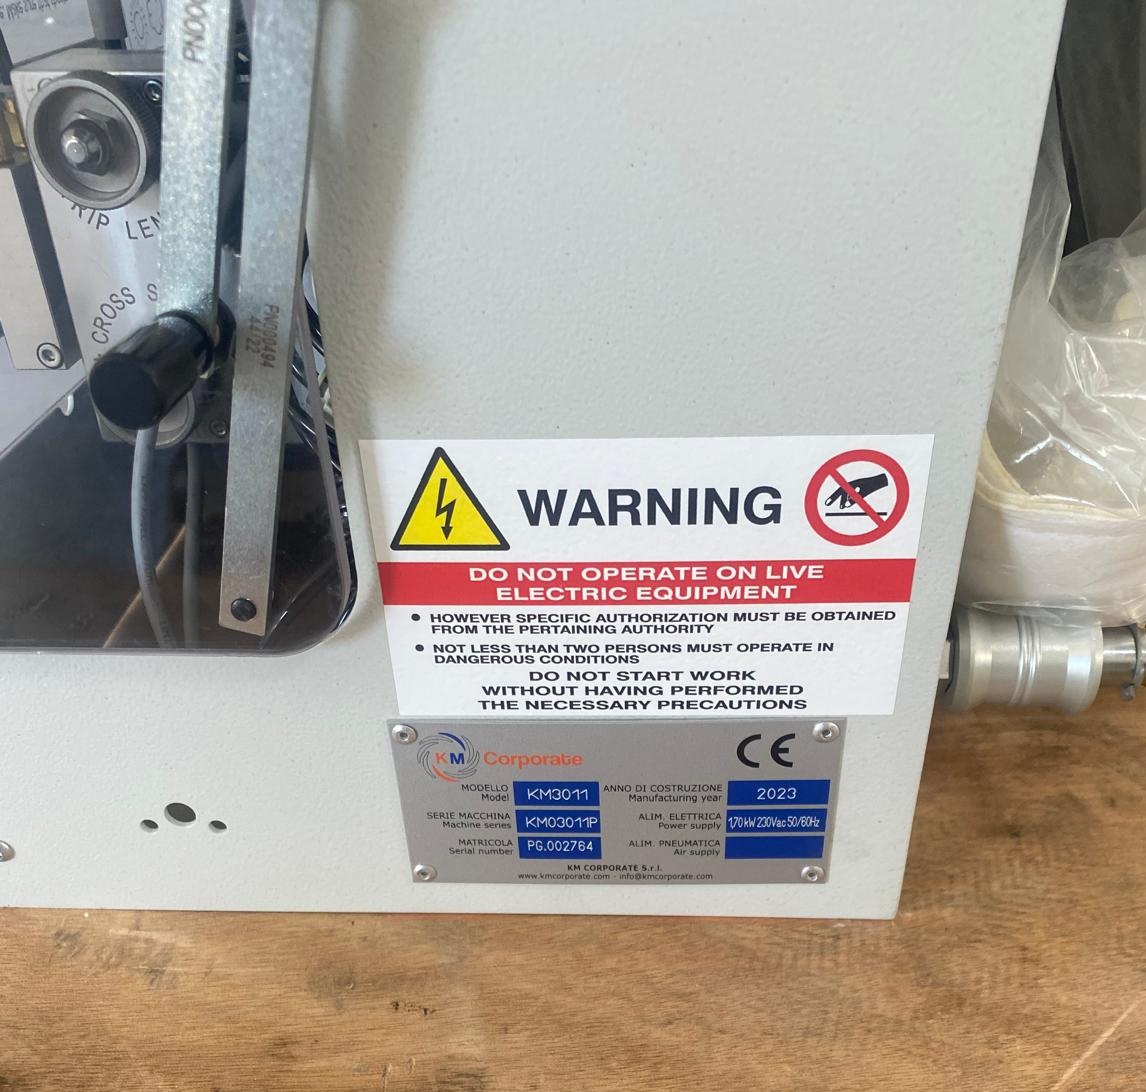 PN000494
44/22
CROSS
WARNING
DO NOT OPERATE ON LIVE
ELECTRIC EQUIPMENT
• HOWEVER SPECIFIC AUTHORIZATION MUST BE OBTAINED
FROM THE PERTAINING AUTHORITY
• NOT LESS THAN TWO PERSONS MUST OPERATE IN
DANGEROUS CONDITIONS
DO NOT START WORK
WITHOUT HAVING PERFORMED
THE NECESSARY PRECAUTIONS
KM Corporate CE
MODELLO
Model KM3011
ANNO DI COSTRUZIONE
Manufacturing year 2023
SERIE MACCHINA
Machine series KM03011P
ALIM. ELETTRICA
Power supply 1,70 kW 230Vac 50/60Hz
MATRICOLA
Serial number PG.002764
ALIM. PNEUMATICA
Air supply
KM CORPORATE S.r.l.
www.kmcorporate.com - info@kmcorporate.com